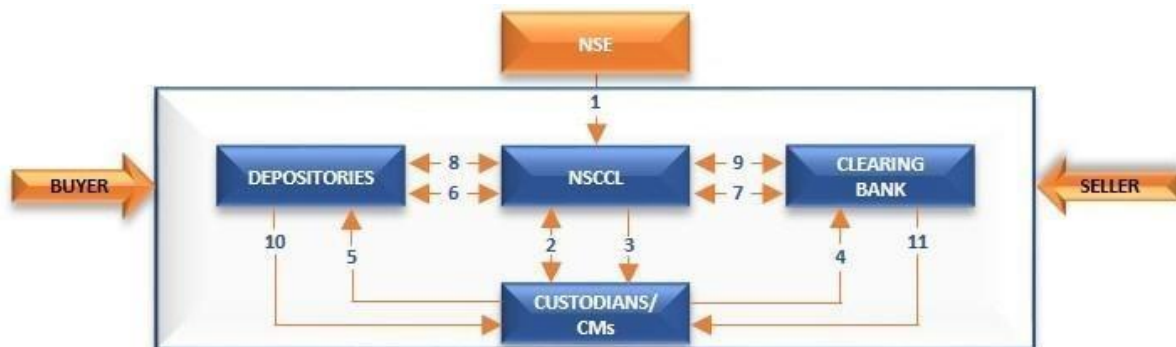 NSE
1
DEPOSITORIES
8
6
NSCCL
9
7
CLEARING
BANK
BUYER
SELLER
10
5
2
3
4
11
CUSTODIANS/
CMs